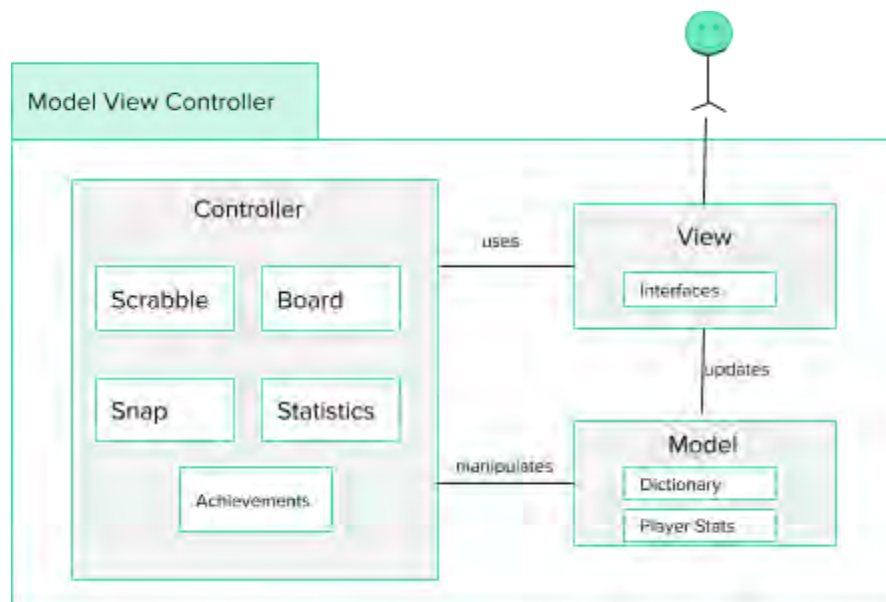 Model View Controller
Controller
Scrabble
Board
Snap
Statistics
Achievements
uses
manipulates
View
Interfaces
updates
Model
Dictionary
Player Stats